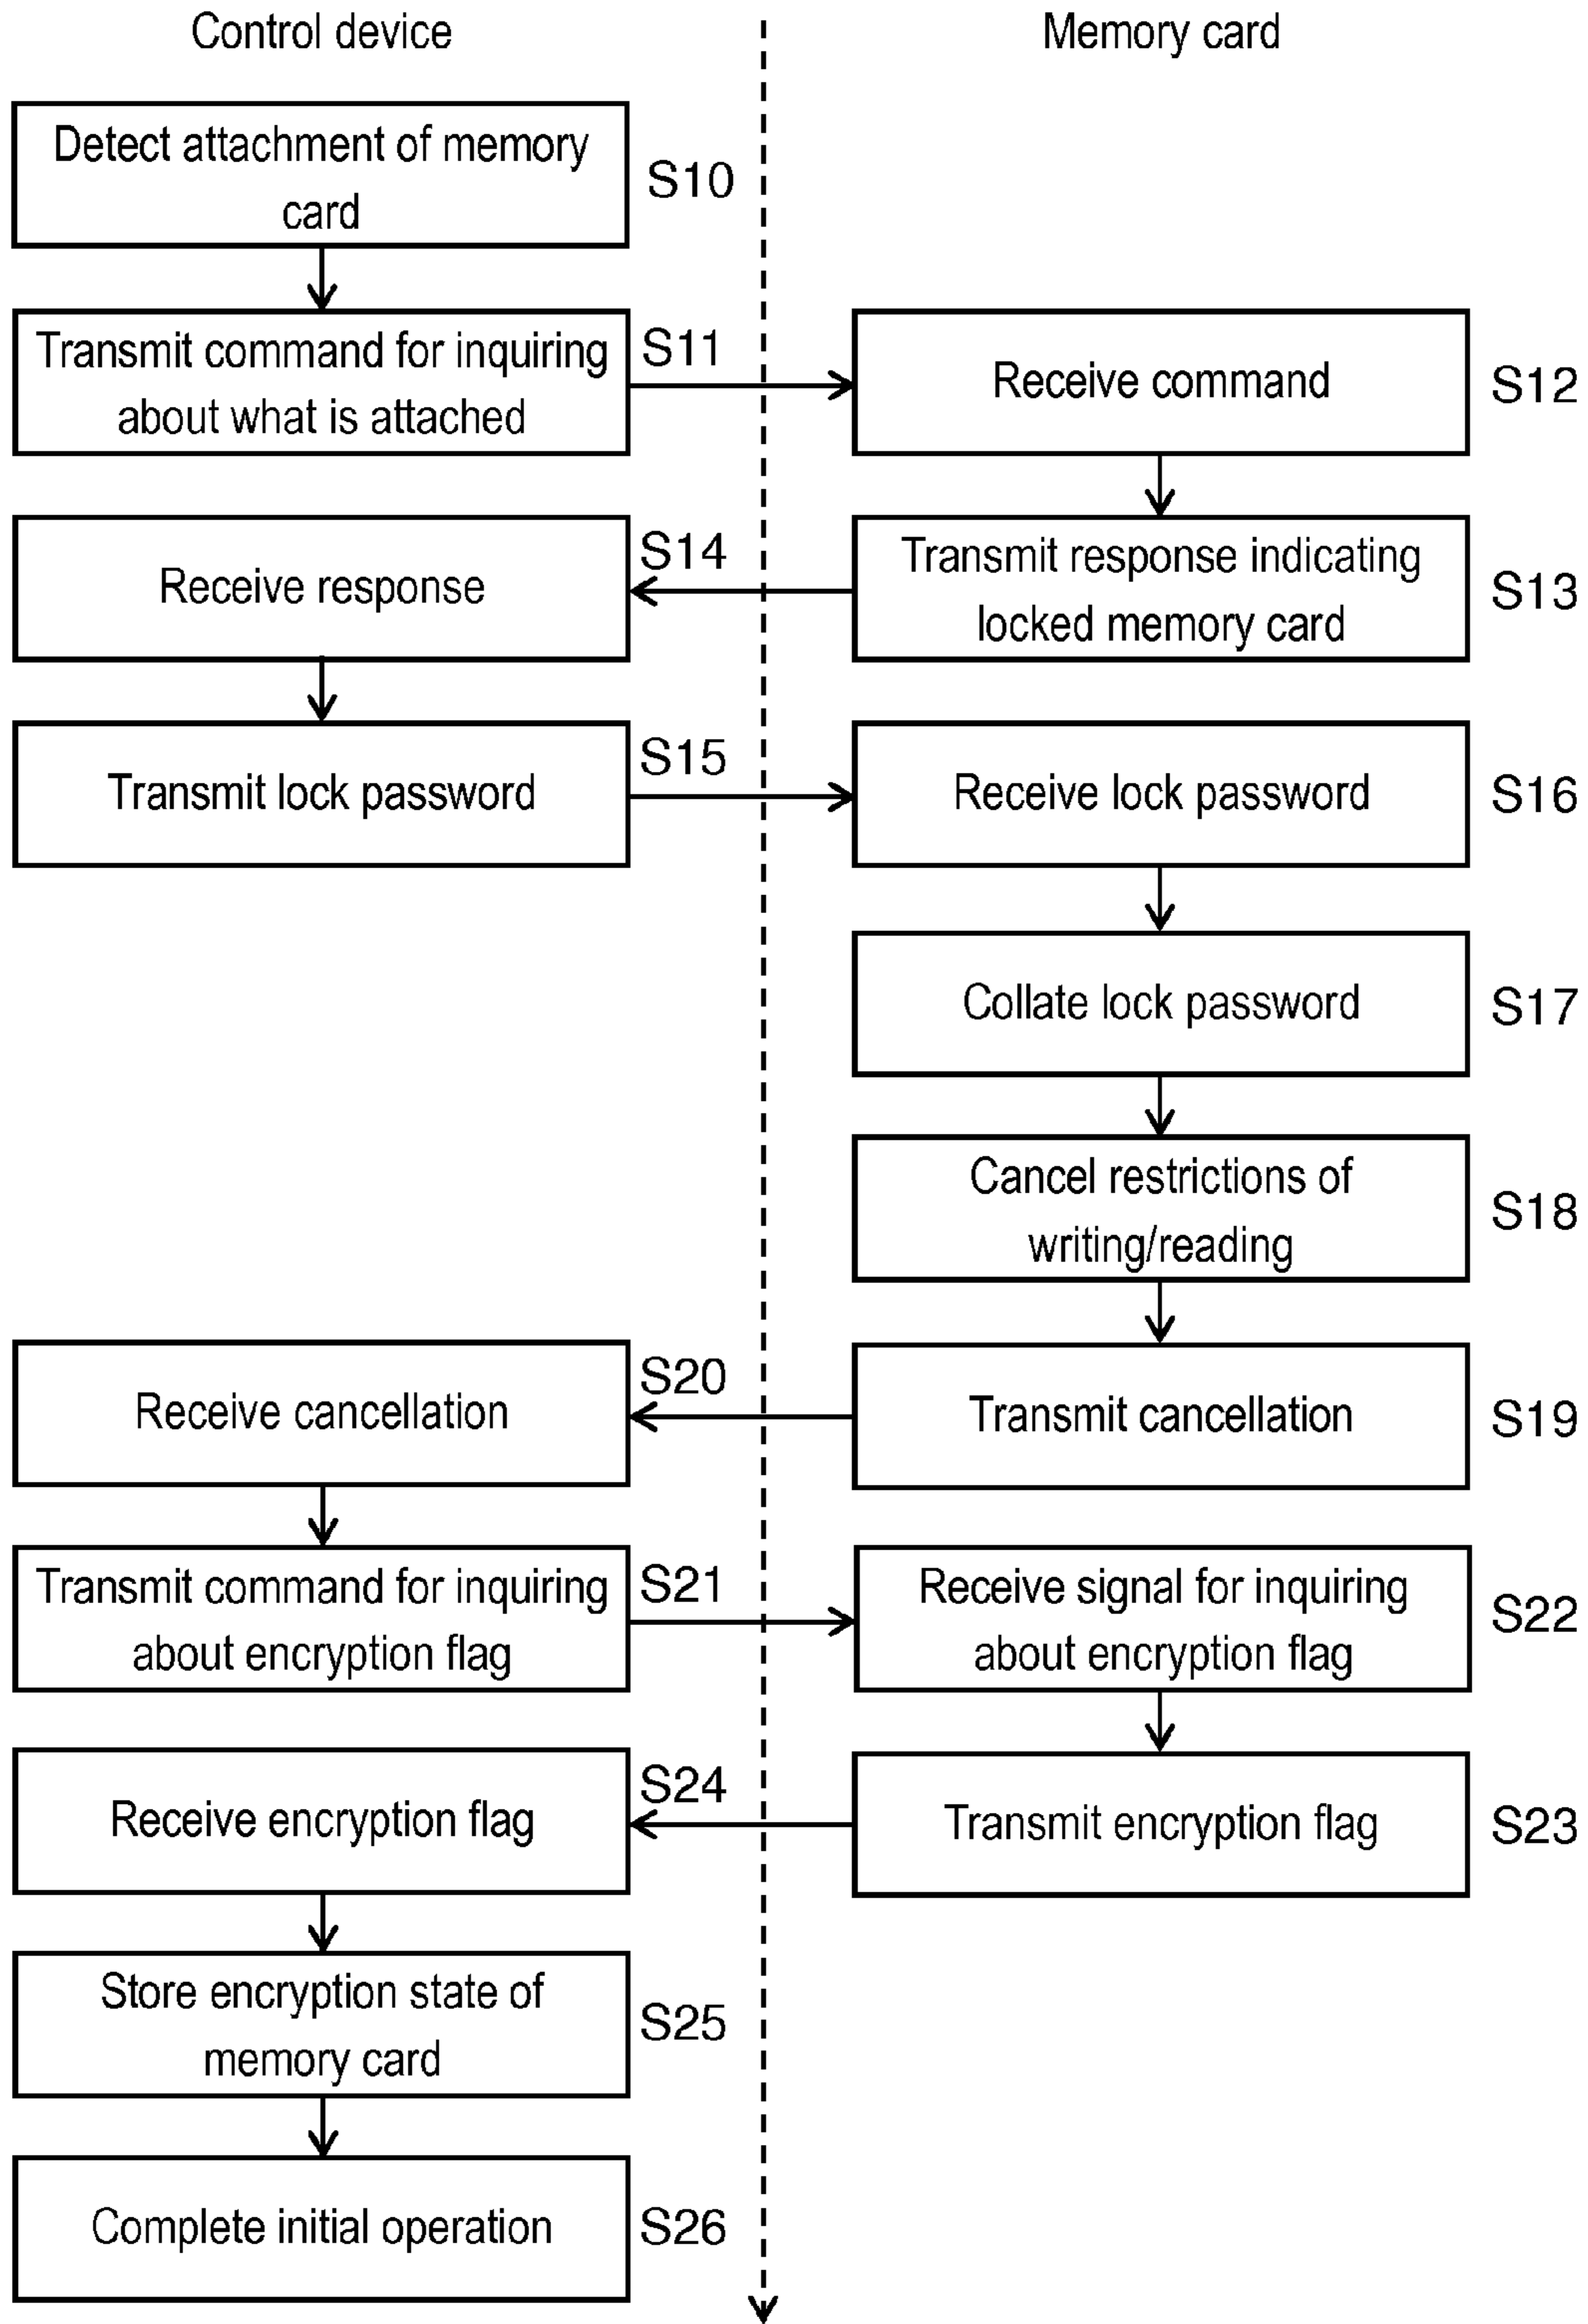 Control device
Memory card
Detect attachment of memory
card
S10
Transmit command for inquiring
about what is attached
S11
Receive command
S12
Receive response
S14
Transmit response indicating
locked memory card
S13
Transmit lock password
S15
Receive lock password
S16
Collate lock password
S17
Cancel restrictions of
writing/reading
S18
Receive cancellation
S20
Transmit cancellation
S19
Transmit command for inquiring
about encryption flag
S21
Receive signal for inquiring
about encryption flag
S22
Receive encryption flag
S24
Transmit encryption flag
S23
Store encryption state of
memory card
S25
Complete initial operation
S26